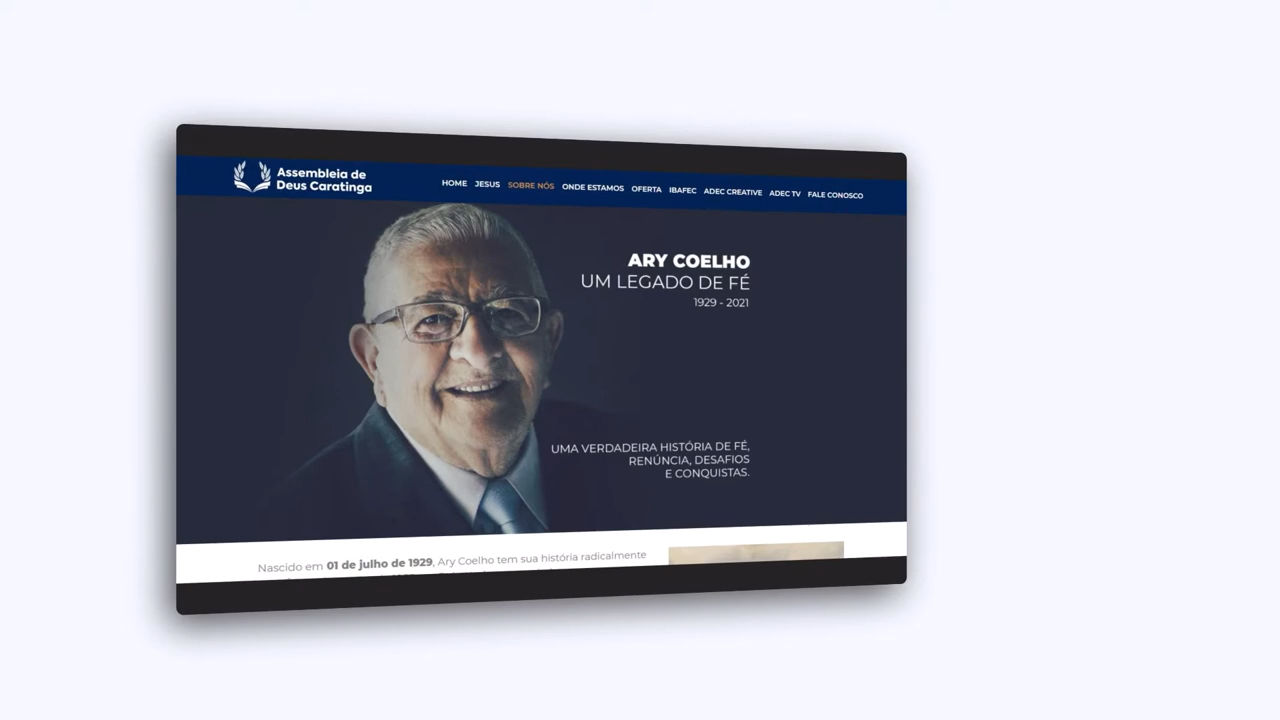 Assembleia de
Deus Caratinga
HOME JESUS SOBRE NÓS ONDE ESTAMOS OFERTA IBAFEC ADEC CREATIVE ADEC TV FALE CONOSCO
ARY COELHO
UM LEGADO DE FÉ
1929 - 2021
UMA VERDADEIRA HISTÓRIA DE FÉ,
RENÚNCIA, DESAFIOS
E CONQUISTAS.
Nascido em 01 de julho de 1929, Ary Coelho tem sua história radicalmente